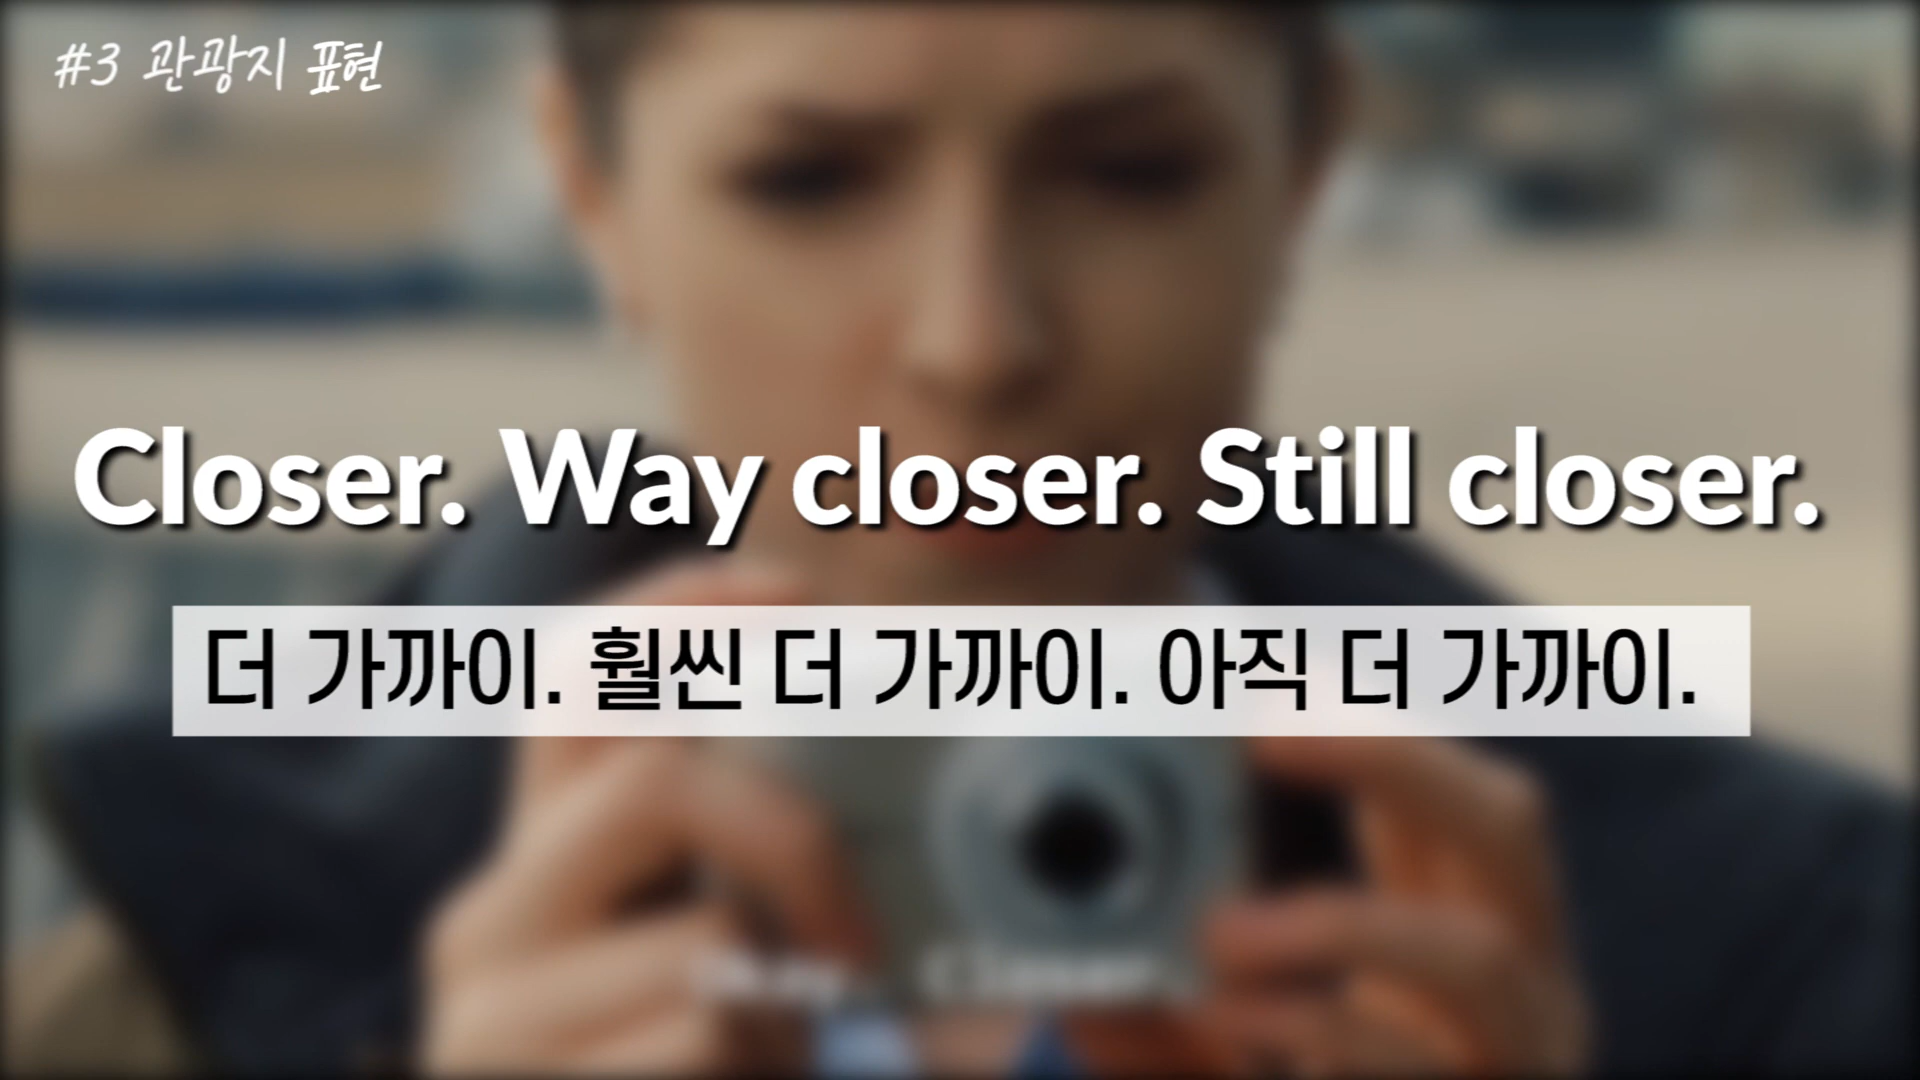 #3 관광지 표현
Closer. Way closer. Still closer.
더 가까이. 훨씬 더 가까이. 아직 더 가까이.